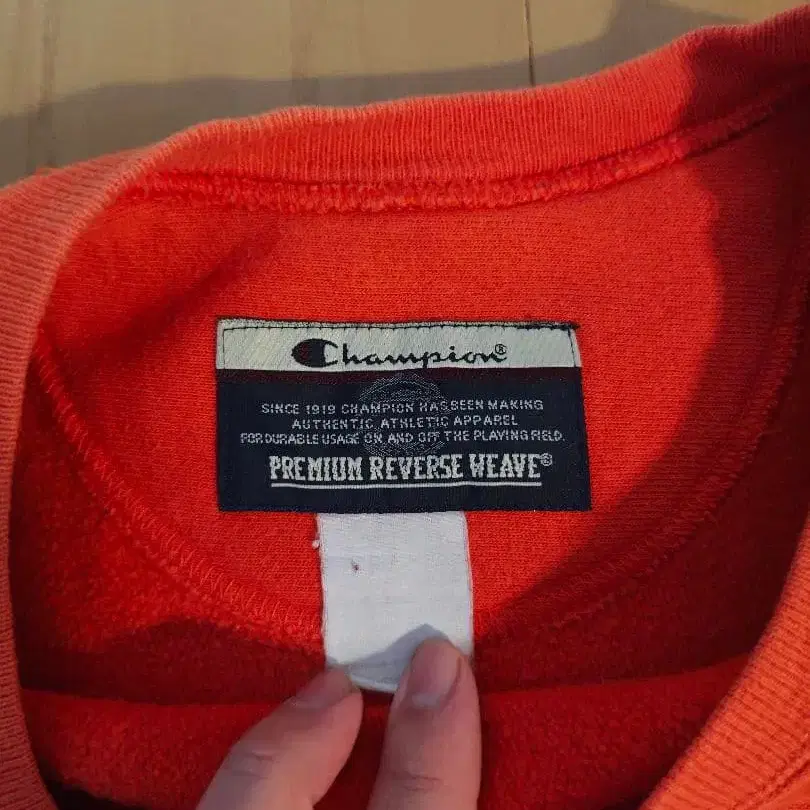 Champion®
SINCE 1919 CHAMPION HAS BEEN MAKING
AUTHENTIC ATHLETIC APPAREL
FOR DURABLE USAGE ON AND OFF THE PLAYING FIELD.
PREMIUM REVERSE WEAVE®